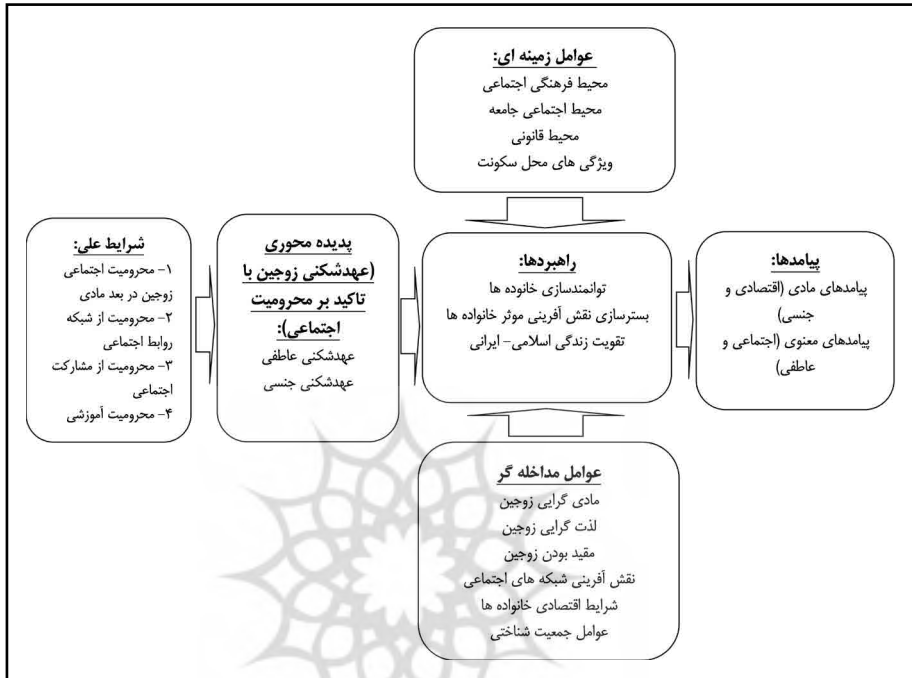 عوامل زمینه ای:
محیط فرهنگی اجتماعی
محیط اجتماعی جامعه
محیط قانونی
ویژگی های محل سکونت
شرایط علی:
۱- محرومیت اجتماعی
زوجین در بعد مادی
۲- محرومیت از شبکه
روابط اجتماعی
۳- محرومیت از مشارکت
اجتماعی
۴- محرومیت آموزشی
پدیده محوری
(عهدشکنی زوجین با
تاکید بر محرومیت
اجتماعی):
عهدشکنی عاطفی
عهدشکنی جنسی
راهبردها:
توانمندسازی خانوده ها
بسترسازی نقش آفرینی موثر خانواده ها
تقویت زندگی اسلامی- ایرانی
پیامدها:
پیامدهای مادی (اقتصادی و
جنسی)
پیامدهای معنوی (اجتماعی و
عاطفی)
عوامل مداخله گر
مادی گرایی زوجین
لذت گرایی زوجین
مقید بودن زوجین
نقش آفرینی شبکه های اجتماعی
شرایط اقتصادی خانواده ها
عوامل جمعیت شناختی